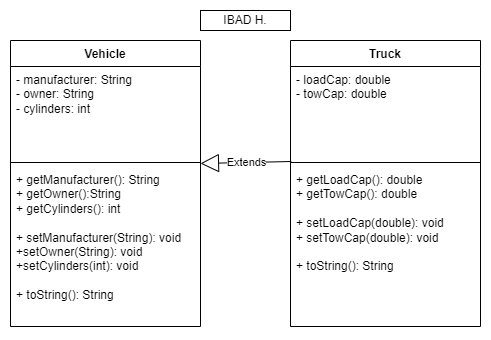 IBAD H.
Vehicle
- manufacturer: String
- owner: String
- cylinders: int
+ getManufacturer(): String
+ getOwner():String
+ getCylinders(): int
+ setManufacturer(String): void
+setOwner(String): void
+setCylinders(int): void
+ toString(): String
Extends
Truck
- loadCap: double
- towCap: double
+ getLoadCap(): double
+ getTowCap(): double
+ setLoadCap(double): void
+ setTowCap(double): void
+ toString(): String